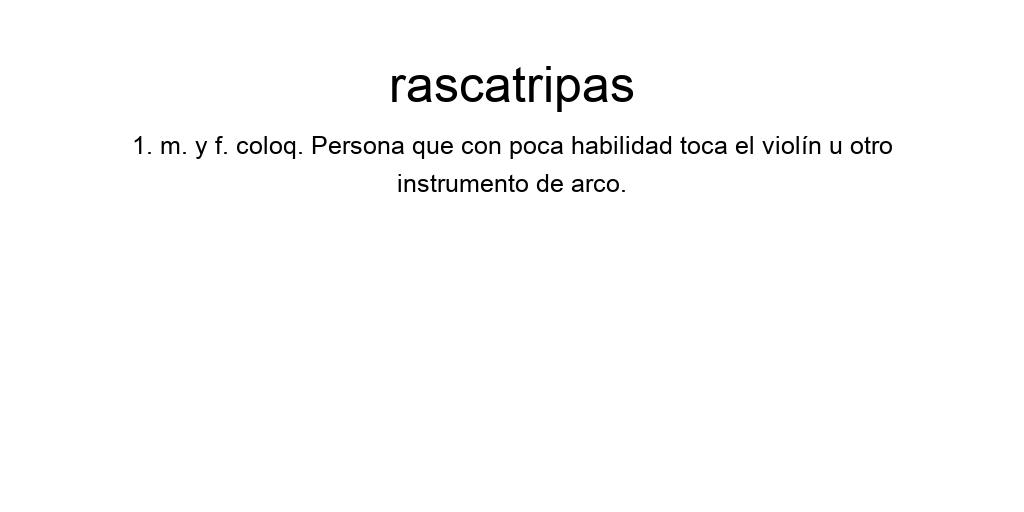 rascatripas
1. m. y f. coloq. Persona que con poca habilidad toca el violín u otro
instrumento de arco.